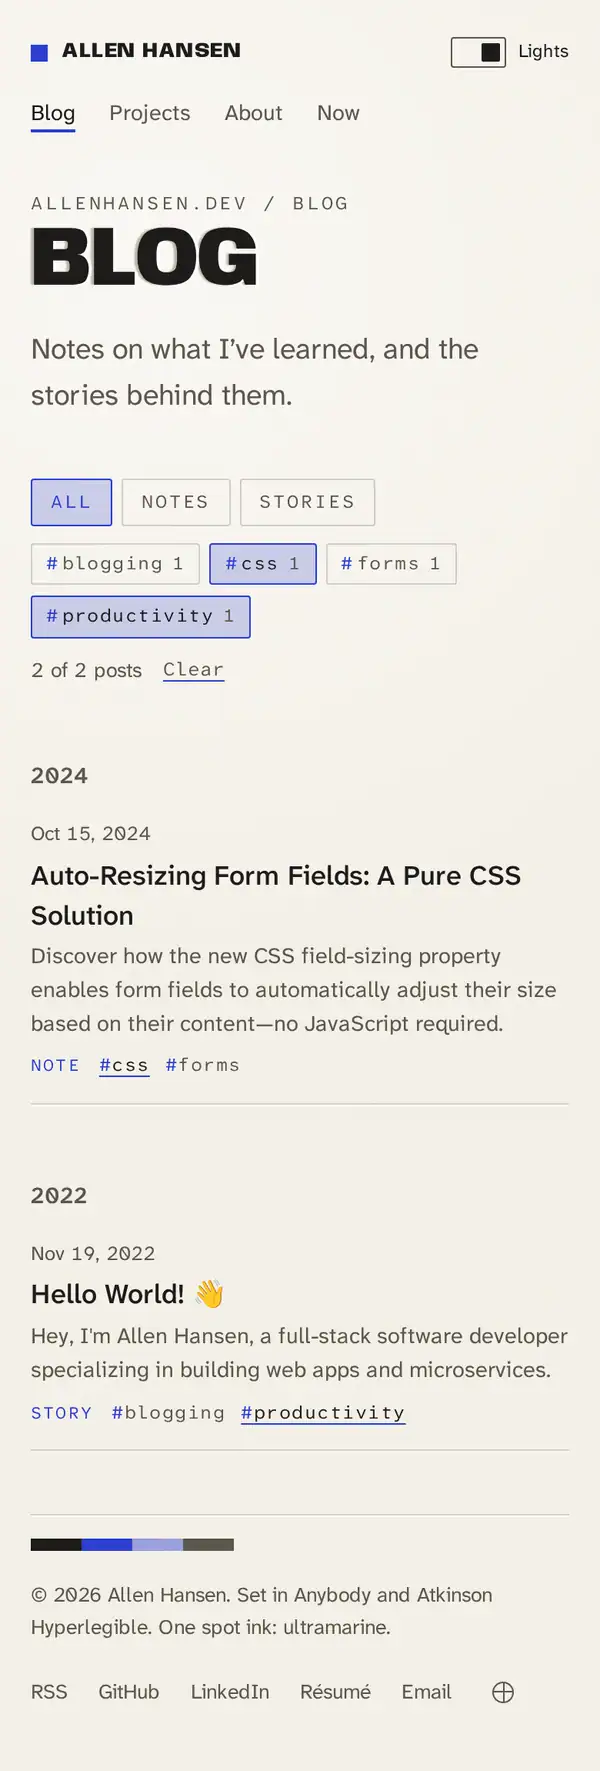 ALLEN HANSEN
Lights
Blog Projects About Now
ALLENHANSEN.DEV / BLOG
BLOG
Notes on what I’ve learned, and the
stories behind them.
ALL NOTES STORIES
#blogging 1 #css 1 #forms 1
#productivity 1
2 of 2 posts Clear
2024
Oct 15, 2024
Auto-Resizing Form Fields: A Pure CSS
Solution
Discover how the new CSS field-sizing property
enables form fields to automatically adjust their size
based on their content—no JavaScript required.
NOTE #css #forms
2022
Nov 19, 2022
Hello World! 👋
Hey, I'm Allen Hansen, a full-stack software developer
specializing in building web apps and microservices.
STORY #blogging #productivity
© 2026 Allen Hansen. Set in Anybody and Atkinson
Hyperlegible. One spot ink: ultramarine.
RSS GitHub LinkedIn Résumé Email